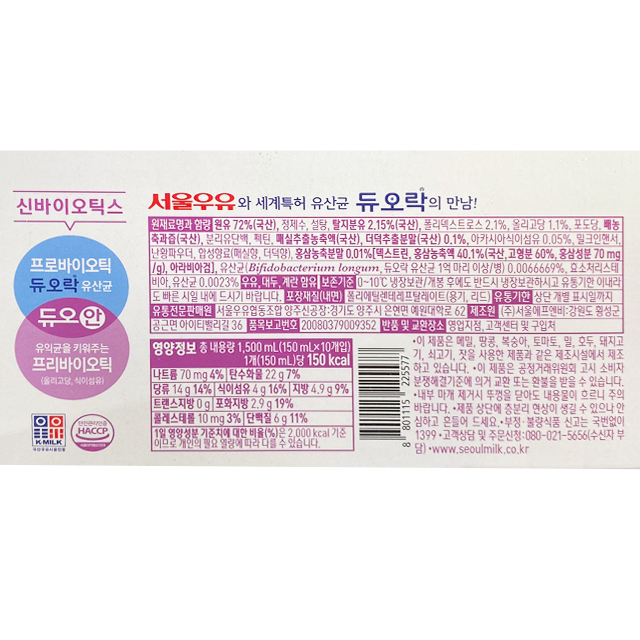 신바이오틱스
프로바이오틱
듀오락 유산균
듀오 안
유익균을 키워주는
프리바이오틱
(올리고당, 식이섬유)
K-MILK
안전관리인증
HACCP
서울우유와 세계특허 유산균 듀오락의 만남!
원재료명과 함량 원유 72%(국산), 정제수, 설탕, 탈지분유 2.15%(국산), 폴리덱스트로스 2.1%, 올리고당 1.1%, 포도당, 배농
축과즙(국산), 분리유단백, 펙틴, 매실추출농축액(국산), 더덕추출분말(국산) 0.1%, 아카시아식이섬유 0.05%, 밀크인핸서,
난황파우더, 합성향료(매실향, 더덕향), 홍삼농축분말 0.01%[덱스트린, 홍삼농축액 40.1%(국산, 고형분 60%, 홍삼성분 70 mg
/g), 아라비아검], 유산균(Bifidobacterium longum, 듀오락 유산균 1억 마리 이상/병) 0.0066669%, 효소처리스테
비아, 유산균 0.0023% 우유, 대두, 계란 함유 보존기준 0~10℃ 냉장보관/개봉 후에도 반드시 냉장보관하시고 유통기한 이내라
도 빠른 시일 내에 드시기 바랍니다. 포장재질(내면) 폴리에틸렌테레프탈레이트(용기, 리드) 유통기한 상단 개별 표시일까지
유통전문판매원 서울우유협동조합 양주신공장:경기도 양주시 은현면 예원대학로 62 제조원 (주)서울에프엔비:강원도 횡성군
공근면 아이티밸리길 36 품목보고번호 20080379009352 반품 및 교환장소 영업지점, 고객센터 및 구입처
영양정보 총 내용량 1,500 mL(150 mL×10개입)
1개(150 mL)당 150 kcal
나트륨 70 mg 4% 탄수화물 22 g 7%
당류 14 g 14% 식이섬유 4 g 16% 지방 4.9 g 9%
트랜스지방 0 g 포화지방 2.9 g 19%
콜레스테롤 10 mg 3% 단백질 6 g 11%
1일 영양성분 기준치에 대한 비율(%)은 2,000 kcal 기준
이므로 개인의 필요 열량에 따라 다를 수 있습니다.
8 801115 225577
•이 제품은 메밀, 땅콩, 복숭아, 토마토, 밀, 호두, 돼지고
기, 쇠고기, 잣을 사용한 제품과 같은 제조시설에서 제조
하고 있습니다. •이 제품은 공정거래위원회 고시 소비자
분쟁해결기준에 의거 교환 또는 환불을 받을 수 있습니다.
•내부 마개 제거시 뚜껑을 닫아도 내용물이 흐르니 주의
바랍니다. •제품 상단에 층분리 현상이 생길 수 있으나 안
심하고 흔들어 드세요. •부정·불량식품 신고는 국번없이
1399 •고객상담 및 주문신청:080-021-5656(수신자 부
담) •www.seoulmilk.co.kr